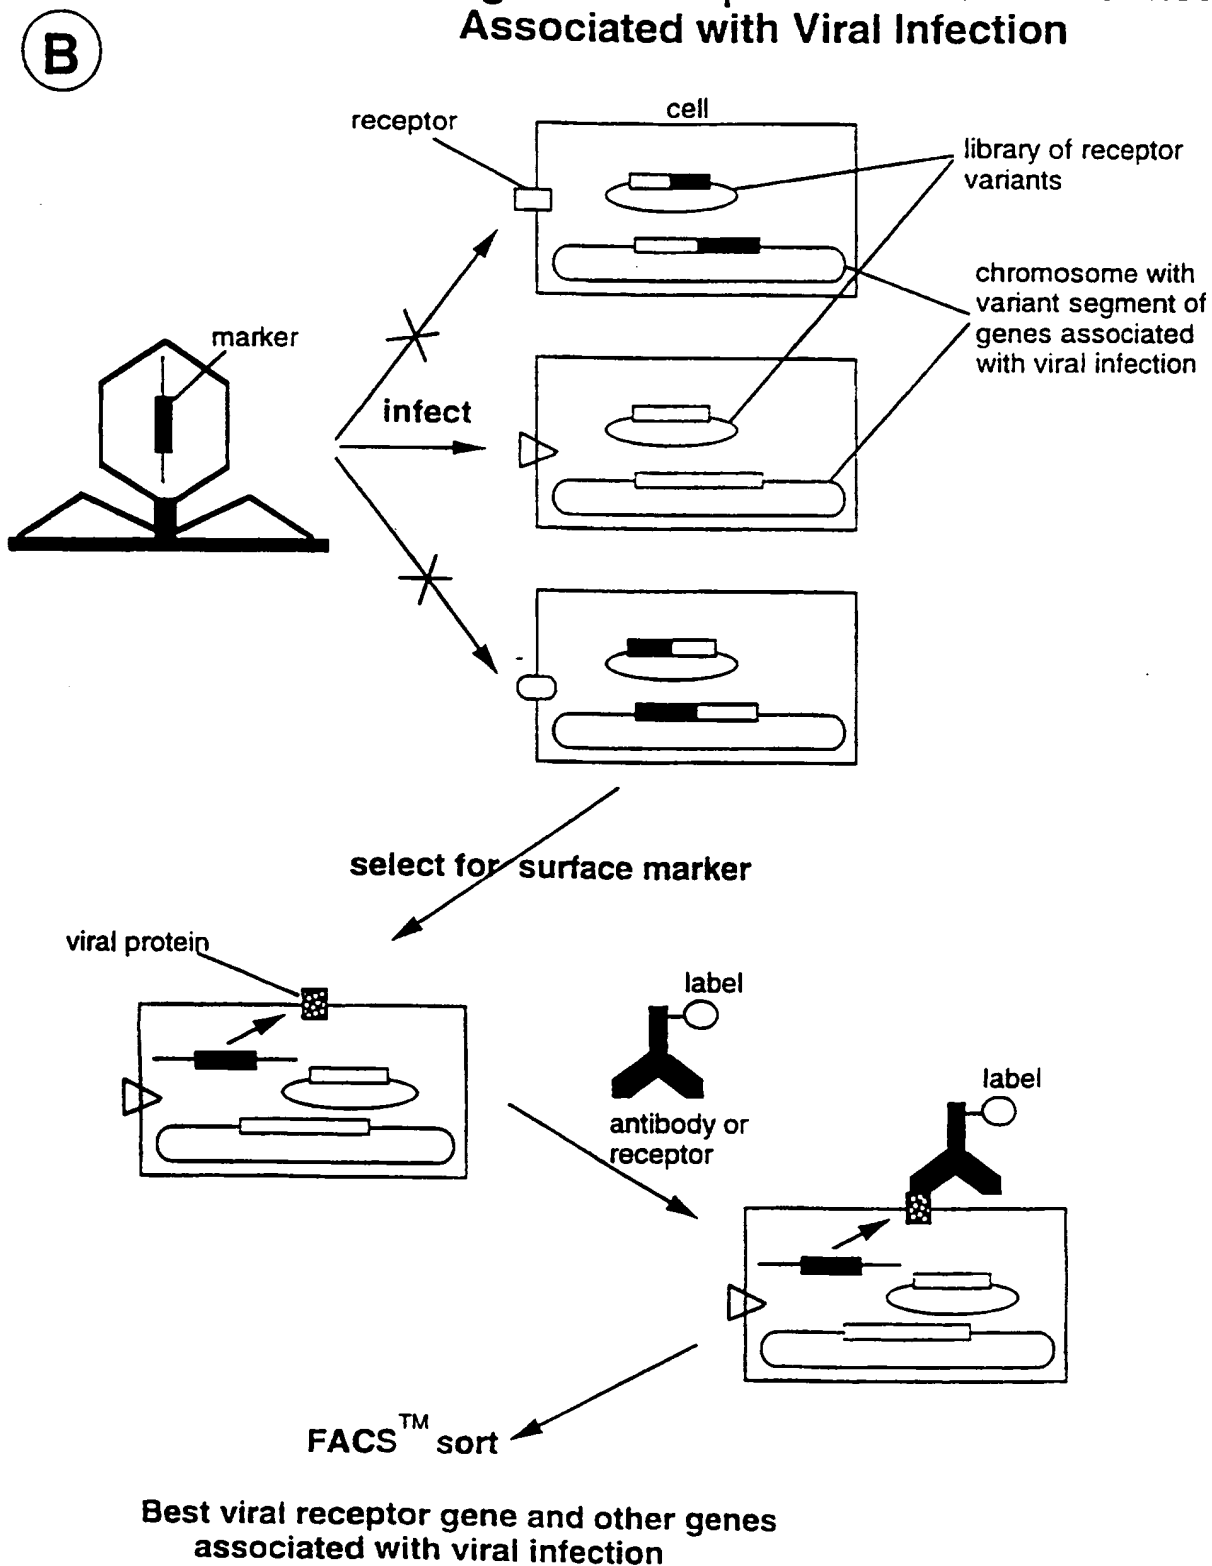 Associated with Viral Infection
B
cell
receptor
library of receptor
variants
chromosome with
variant segment of
genes associated
with viral infection
marker
infect
select for surface marker
viral protein
label
antibody or
receptor
label
FACS™ sort
Best viral receptor gene and other genes
associated with viral infection